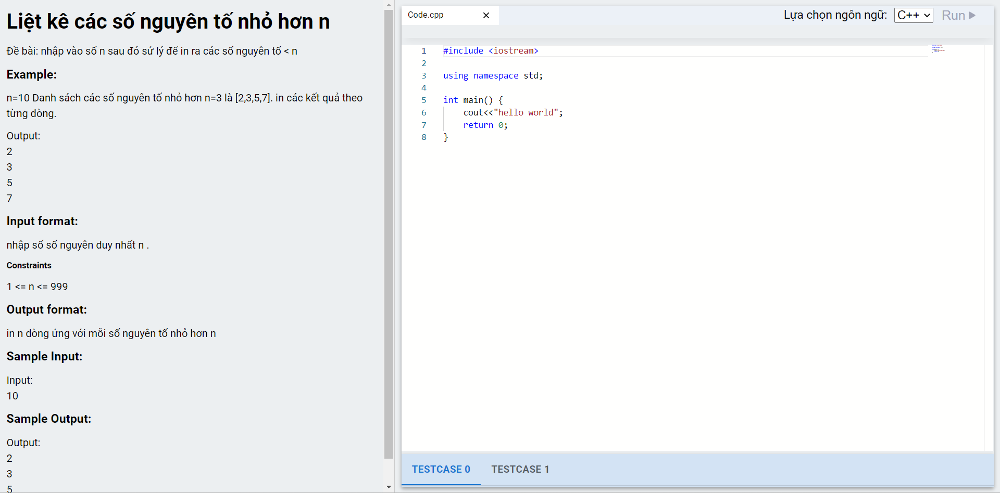 Liệt kê các số nguyên tố nhỏ hơn n
Đề bài: nhập vào số n sau đó sử lý để in ra các số nguyên tố < n
Example:
n=10 Danh sách các số nguyên tố nhỏ hơn n=3 là [2,3,5,7]. in các kết quả theo
từng dòng.
Output:
2
3
5
7
Input format:
nhập số số nguyên duy nhất n .
Constraints
1 <= n <= 999
Output format:
in n dòng ứng với mỗi số nguyên tố nhỏ hơn n
Sample Input:
Input:
10
Sample Output:
Output:
2
3
5
Code.cpp
Lựa chọn ngôn ngữ: C++ Run
1 #include <iostream>
2
3 using namespace std;
4
5 int main() {
6     cout<<"hello world";
7     return 0;
8 }
TESTCASE 0 TESTCASE 1